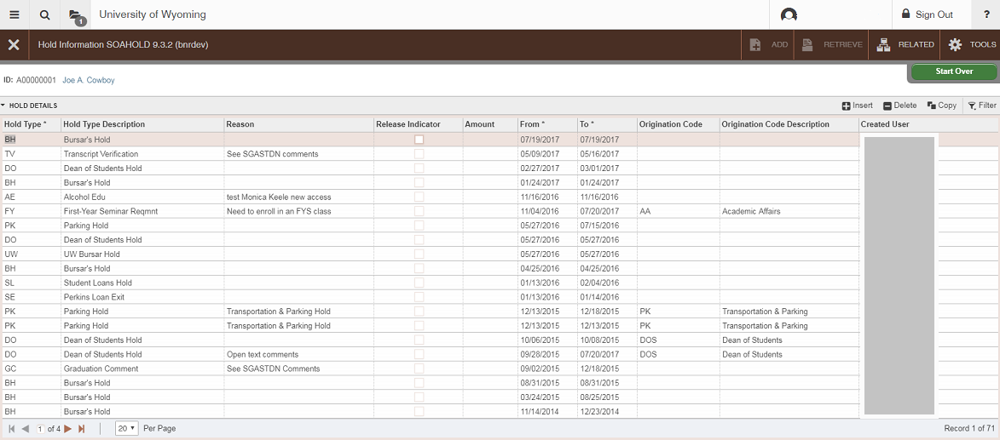 1 University of Wyoming Sign Out ?
Hold Information SOAHOLD 9.3.2 (bnrdev) ADD RETRIEVE RELATED TOOLS
Start Over
ID: A00000001 Joe A. Cowboy
HOLD DETAILS Insert Delete Copy Filter
Hold Type * Hold Type Description Reason Release Indicator Amount From * To * Origination Code Origination Code Description Created User
BH Bursar's Hold 07/19/2017 07/19/2017
TV Transcript Verification See SGASTDN comments 05/09/2017 05/16/2017
DO Dean of Students Hold 02/27/2017 03/01/2017
BH Bursar's Hold 01/24/2017 01/24/2017
AE Alcohol Edu test Monica Keele new access 11/16/2016 11/16/2016
FY First-Year Seminar Reqmnt Need to enroll in an FYS class 11/04/2016 07/20/2017 AA Academic Affairs
PK Parking Hold 05/27/2016 07/15/2016
DO Dean of Students Hold 05/27/2016 05/27/2016
UW UW Bursar Hold 05/27/2016 05/27/2016
BH Bursar's Hold 04/25/2016 04/25/2016
SL Student Loans Hold 01/13/2016 02/04/2016
SE Perkins Loan Exit 01/13/2016 01/14/2016
PK Parking Hold Transportation & Parking Hold 12/13/2015 12/18/2015 PK Transportation & Parking
PK Parking Hold Transportation & Parking Hold 12/13/2015 12/13/2015 PK Transportation & Parking
DO Dean of Students Hold 10/06/2015 10/08/2015 DOS Dean of Students
DO Dean of Students Hold Open text comments 09/28/2015 07/20/2017 DOS Dean of Students
GC Graduation Comment See SGASTDN Comments 09/02/2015 12/18/2015
BH Bursar's Hold 08/31/2015 08/31/2015
BH Bursar's Hold 03/24/2015 08/25/2015
BH Bursar's Hold 11/14/2014 12/23/2014
1 of 4 20 Per Page Record 1 of 71